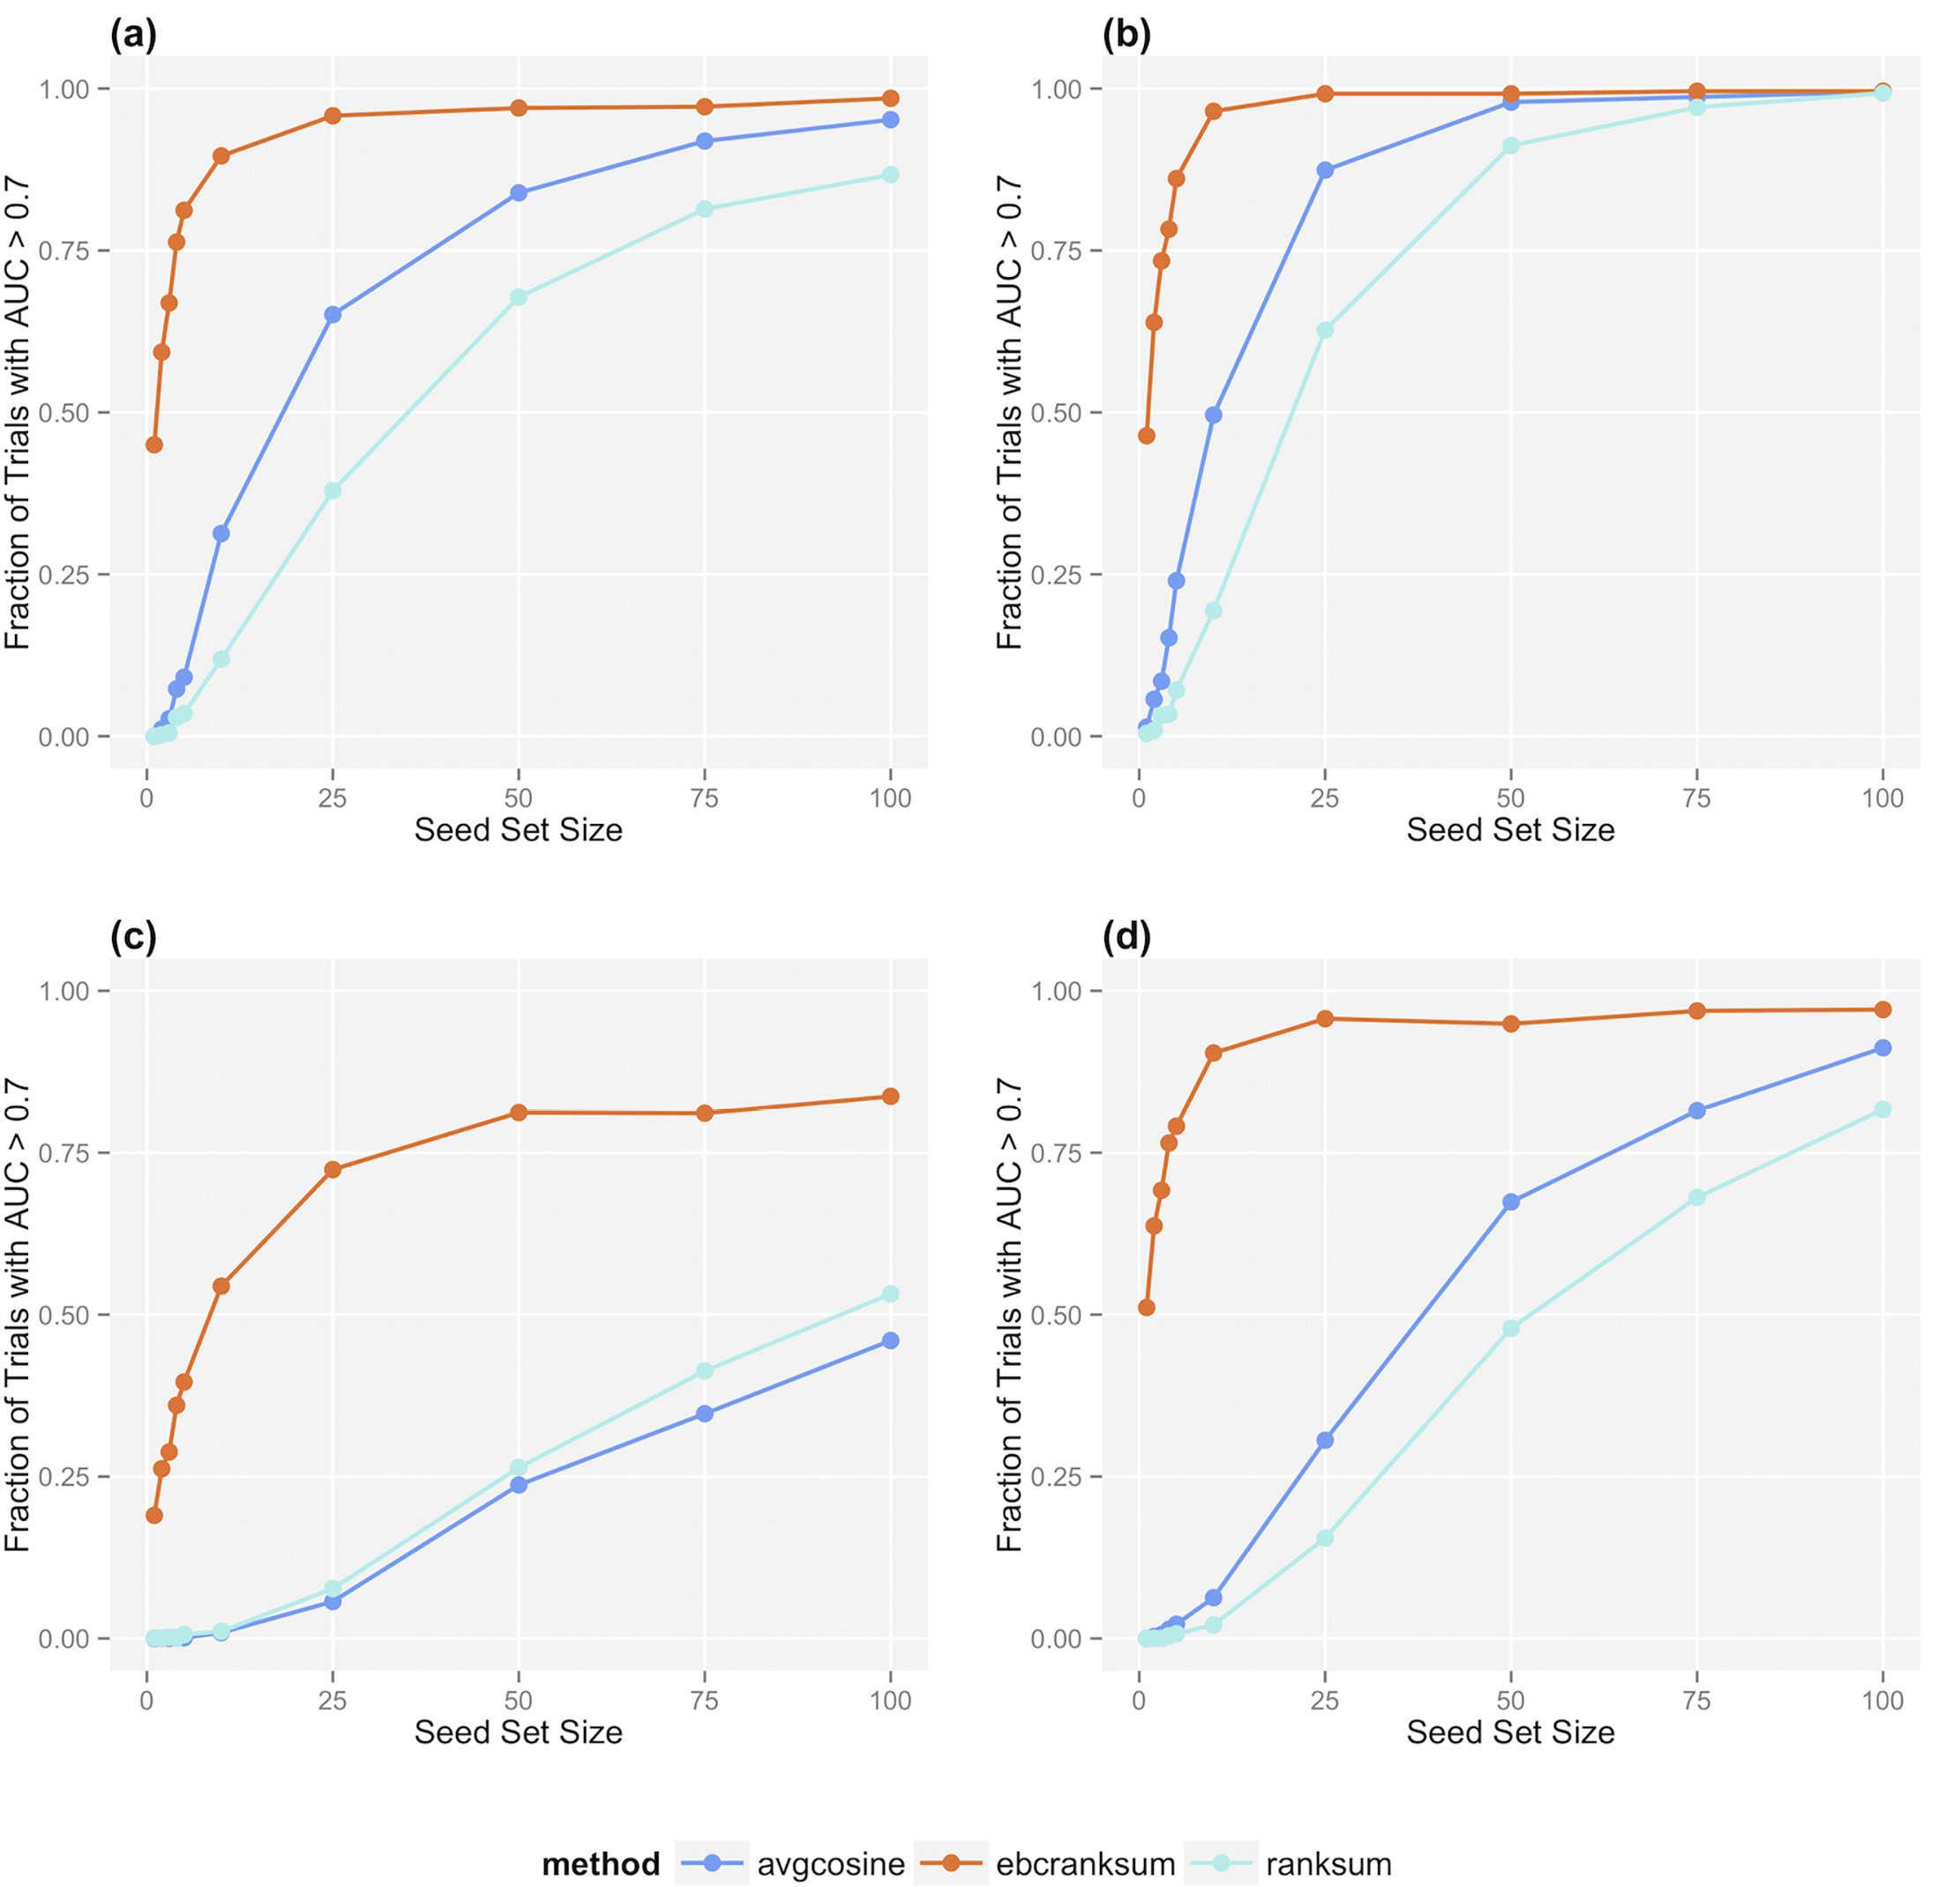 (a)
Fraction of Trials with AUC > 0.7
1.00
0.75
0.50
0.25
0.00
0 25 50 75 100
Seed Set Size
(b)
Fraction of Trials with AUC > 0.7
1.00
0.75
0.50
0.25
0.00
0 25 50 75 100
Seed Set Size
(c)
Fraction of Trials with AUC > 0.7
1.00
0.75
0.50
0.25
0.00
0 25 50 75 100
Seed Set Size
(d)
Fraction of Trials with AUC > 0.7
1.00
0.75
0.50
0.25
0.00
0 25 50 75 100
Seed Set Size
method avgcosine ebcranksum ranksum